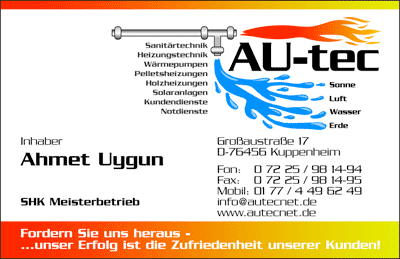 Sanitärtechnik
Heizungstechnik
Wärmepumpen
Pelletsheizungen
Holzheizungen
Solaranlagen
Kundendienste
Notdienste
AU-tec
Sonne
Luft
Wasser
Erde
Inhaber
Ahmet Uygun
SHK Meisterbetrieb
Großaustraße 17
D-76456 Kuppenheim
Fon: 0 72 25 / 98 14-94
Fax: 0 72 25 / 98 14-95
Mobil: 01 77 / 4 49 62 49
info@autecnet.de
www.autecnet.de
Fordern Sie uns heraus -
...unser Erfolg ist die Zufriedenheit unserer Kunden!